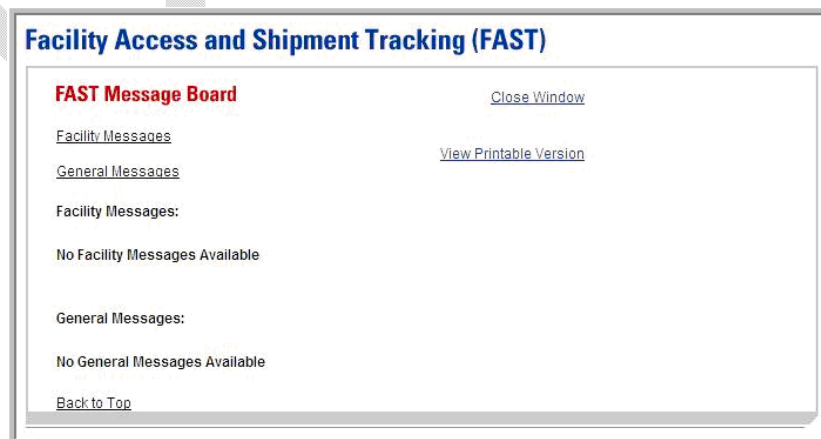 Facility Access and Shipment Tracking (FAST)
FAST Message Board
Close Window
Facility Messages
View Printable Version
General Messages
Facility Messages:
No Facility Messages Available
General Messages:
No General Messages Available
Back to Top